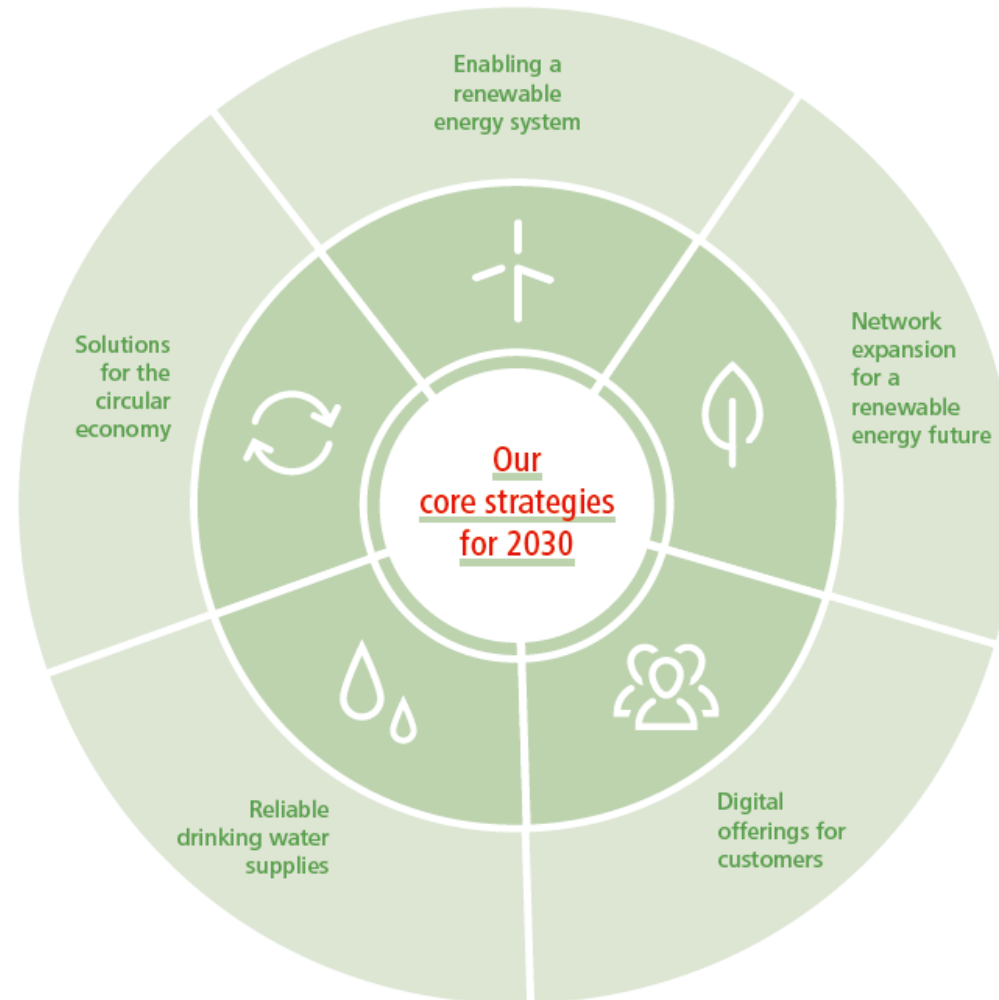 Enabling a
renewable
energy system
Network
expansion
for a
renewable
energy future
Solutions
for the
circular
economy
Our
core strategies
for 2030
Digital
offerings for
customers
Reliable
drinking water
supplies